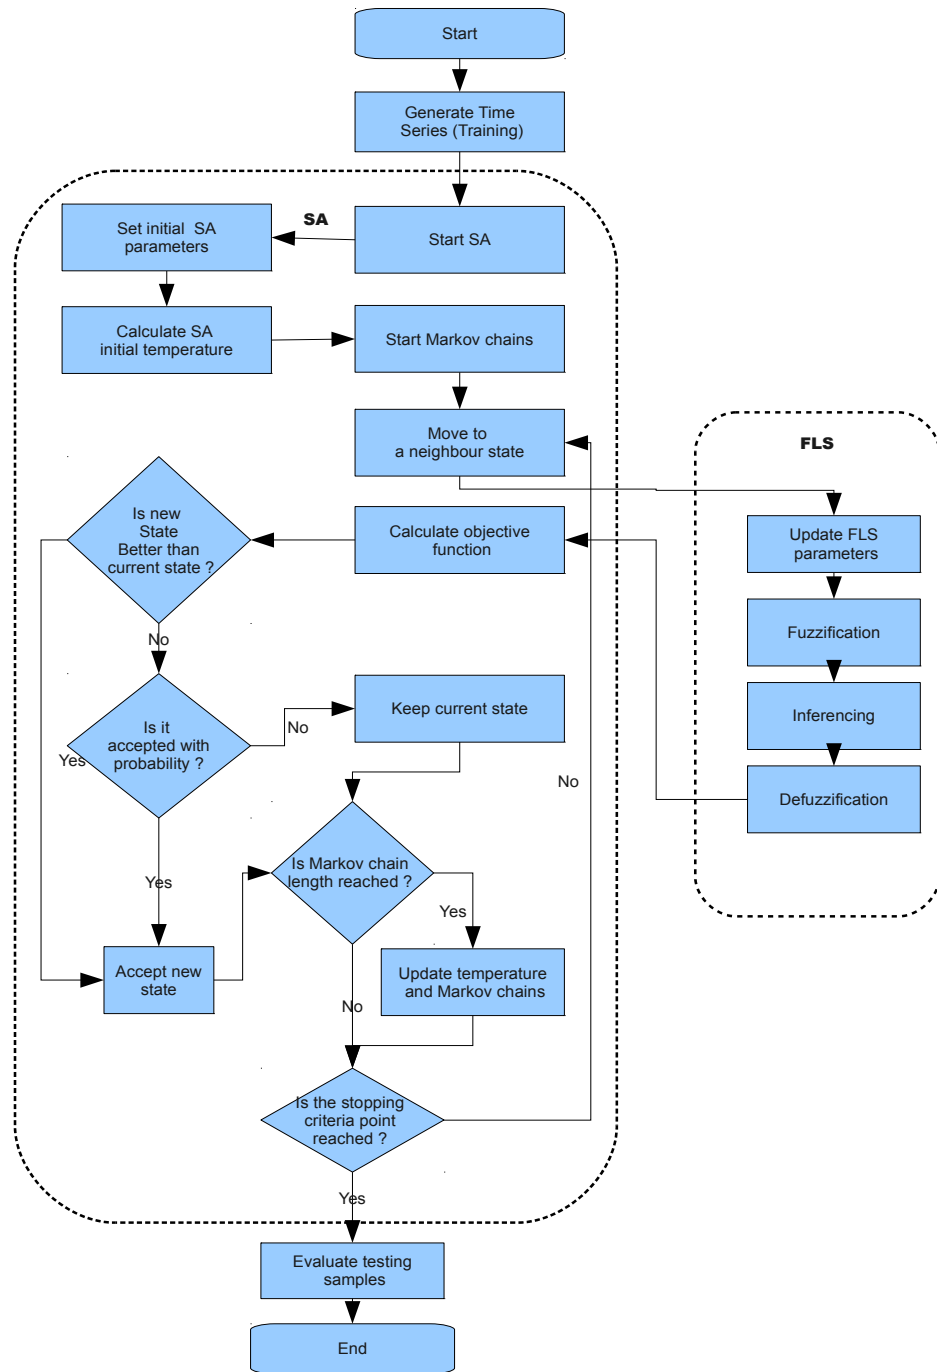 Start
Generate Time
Series (Training)
SA
Set initial SA
parameters
Start SA
Calculate SA
initial temperature
Start Markov chains
Move to
a neighbour state
FLS
Is new
State
Better than
current state ?
Calculate objective
function
Update FLS
parameters
Fuzzification
No
Is it
accepted with
probability ?
Yes
No
Keep current state
Inferencing
No
Defuzzification
Is Markov chain
length reached ?
Yes
Yes
Accept new
state
Update temperature
and Markov chains
No
Is the stopping
criteria point
reached ?
Yes
Evaluate testing
samples
End